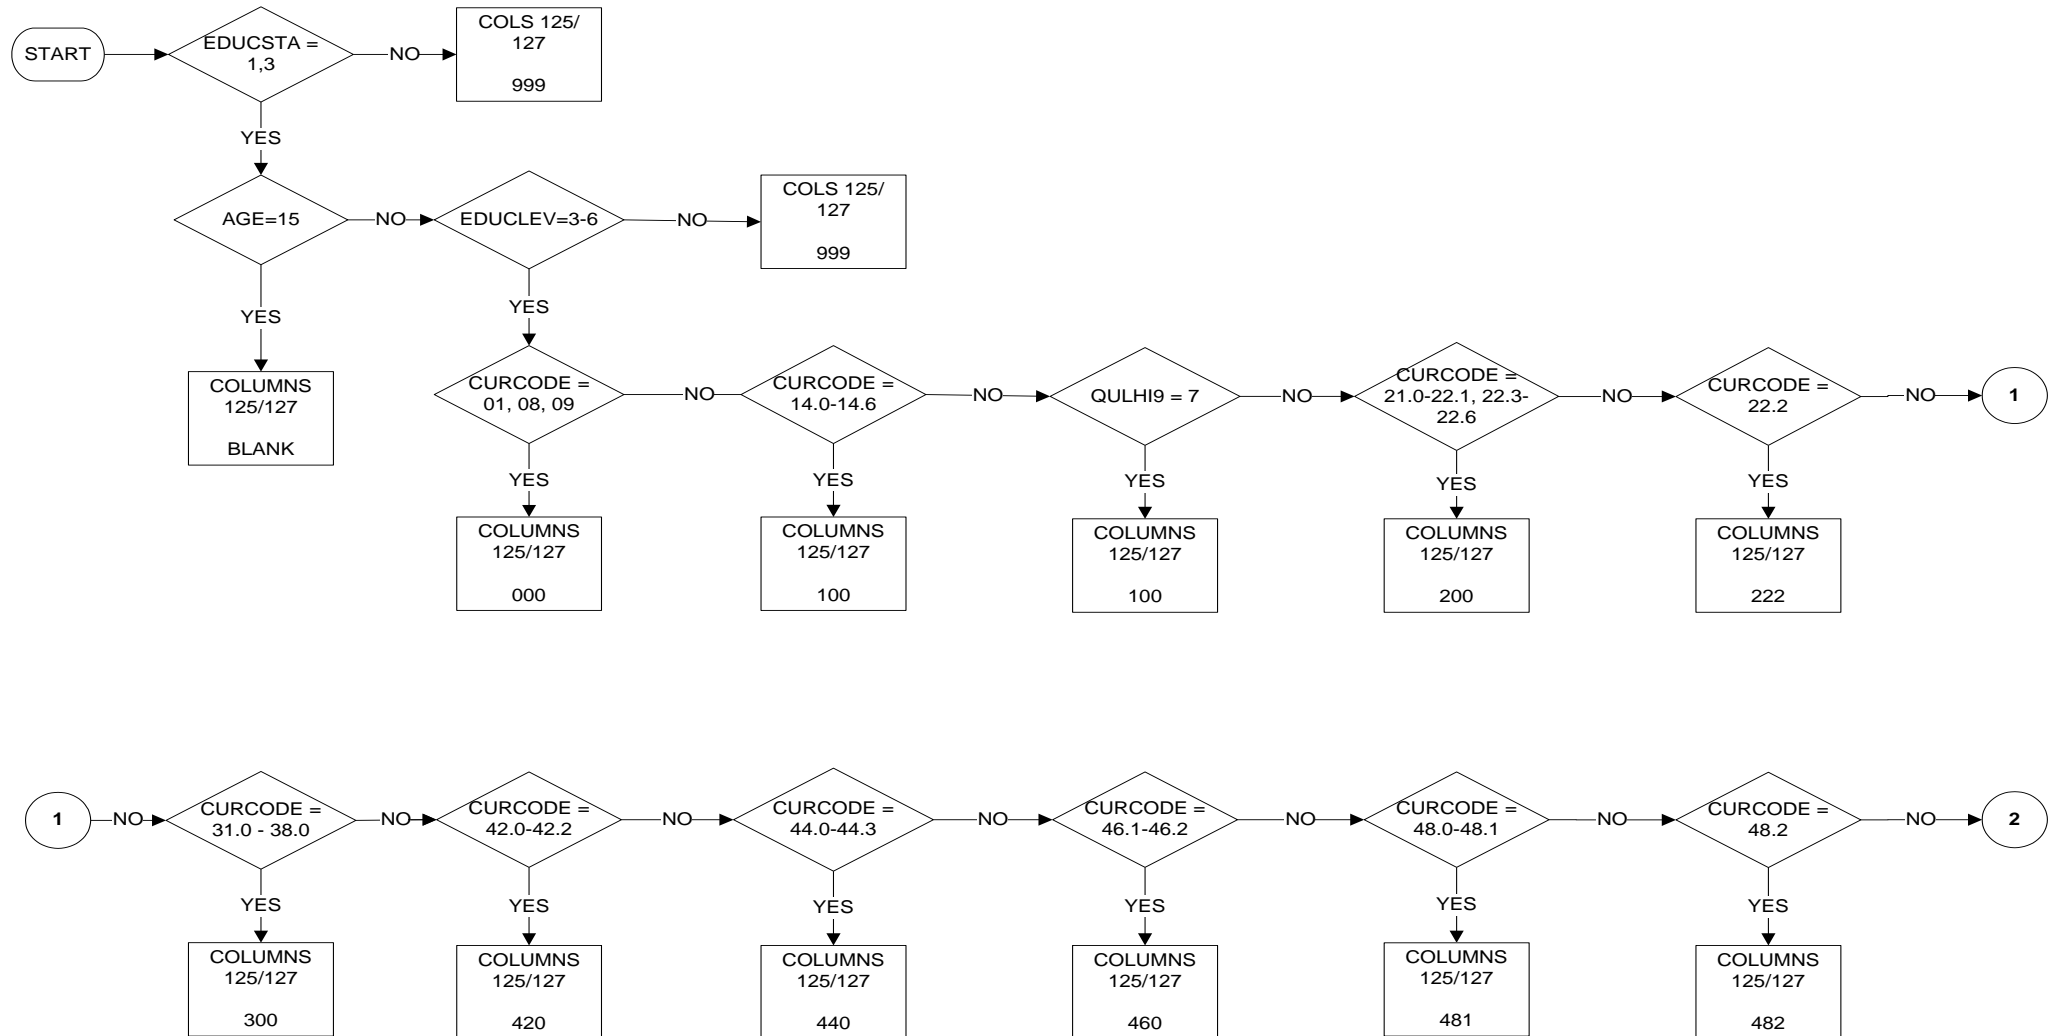 START
EDUCSTA =
1,3
NO
COLS 125/
127
999
YES
AGE=15
NO
EDUCLEV=3-6
NO
COLS 125/
127
999
YES
YES
COLUMNS
125/127
BLANK
CURCODE =
01, 08, 09
NO
CURCODE =
14.0-14.6
NO
QULHI9 = 7
NO
CURCODE =
21.0-22.1, 22.3-
22.6
NO
CURCODE =
22.2
NO
1
YES
YES
YES
YES
YES
COLUMNS
125/127
000
COLUMNS
125/127
100
COLUMNS
125/127
100
COLUMNS
125/127
200
COLUMNS
125/127
222
1
NO
CURCODE =
31.0 - 38.0
NO
CURCODE =
42.0-42.2
NO
CURCODE =
44.0-44.3
NO
CURCODE =
46.1-46.2
NO
CURCODE =
48.0-48.1
NO
CURCODE =
48.2
NO
2
YES
YES
YES
YES
YES
YES
COLUMNS
125/127
300
COLUMNS
125/127
420
COLUMNS
125/127
440
COLUMNS
125/127
460
COLUMNS
125/127
481
COLUMNS
125/127
482